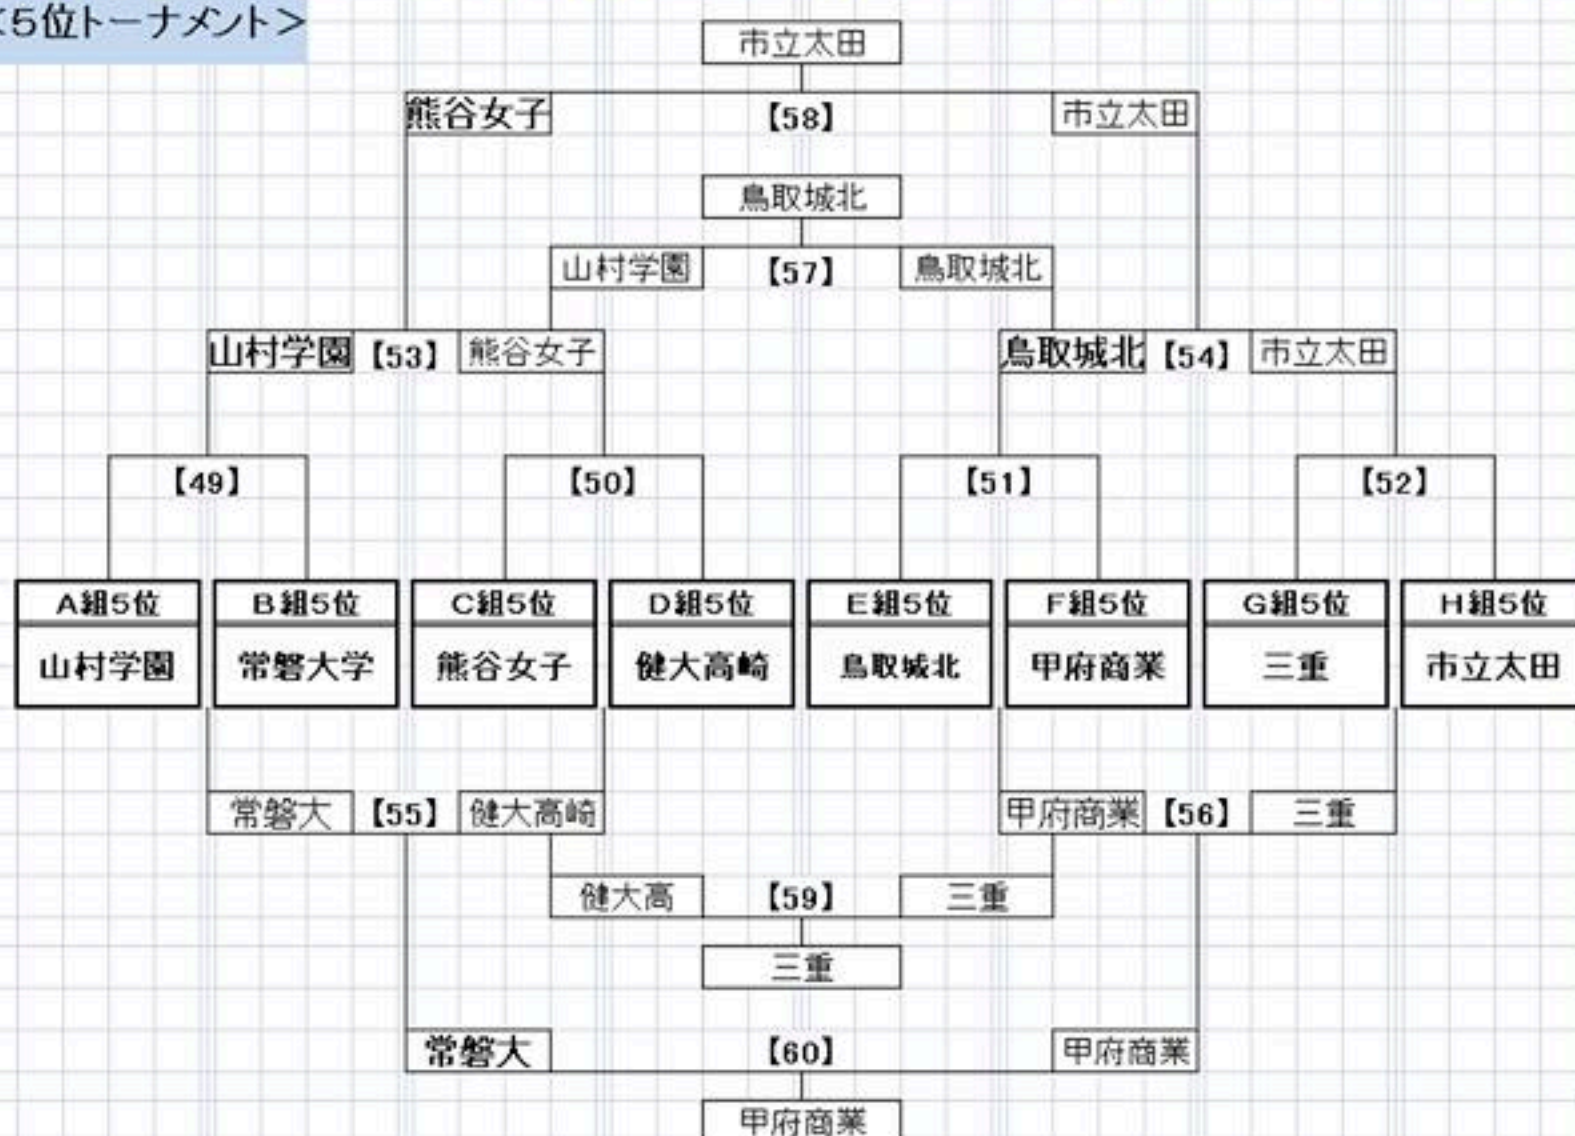 <5位トーナメント>
市立太田
熊谷女子 【58】 市立太田
鳥取城北
山村学園 【57】 鳥取城北
山村学園 【53】 熊谷女子 鳥取城北 【54】 市立太田
【49】 【50】 【51】 【52】
A組5位 B組5位 C組5位 D組5位 E組5位 F組5位 G組5位 H組5位
山村学園 常磐大学 熊谷女子 健大高崎 鳥取城北 甲府商業 三重 市立太田
常磐大 【55】 健大高崎 甲府商業 【56】 三重
健大高 【59】 三重
三重
常磐大 【60】 甲府商業
甲府商業